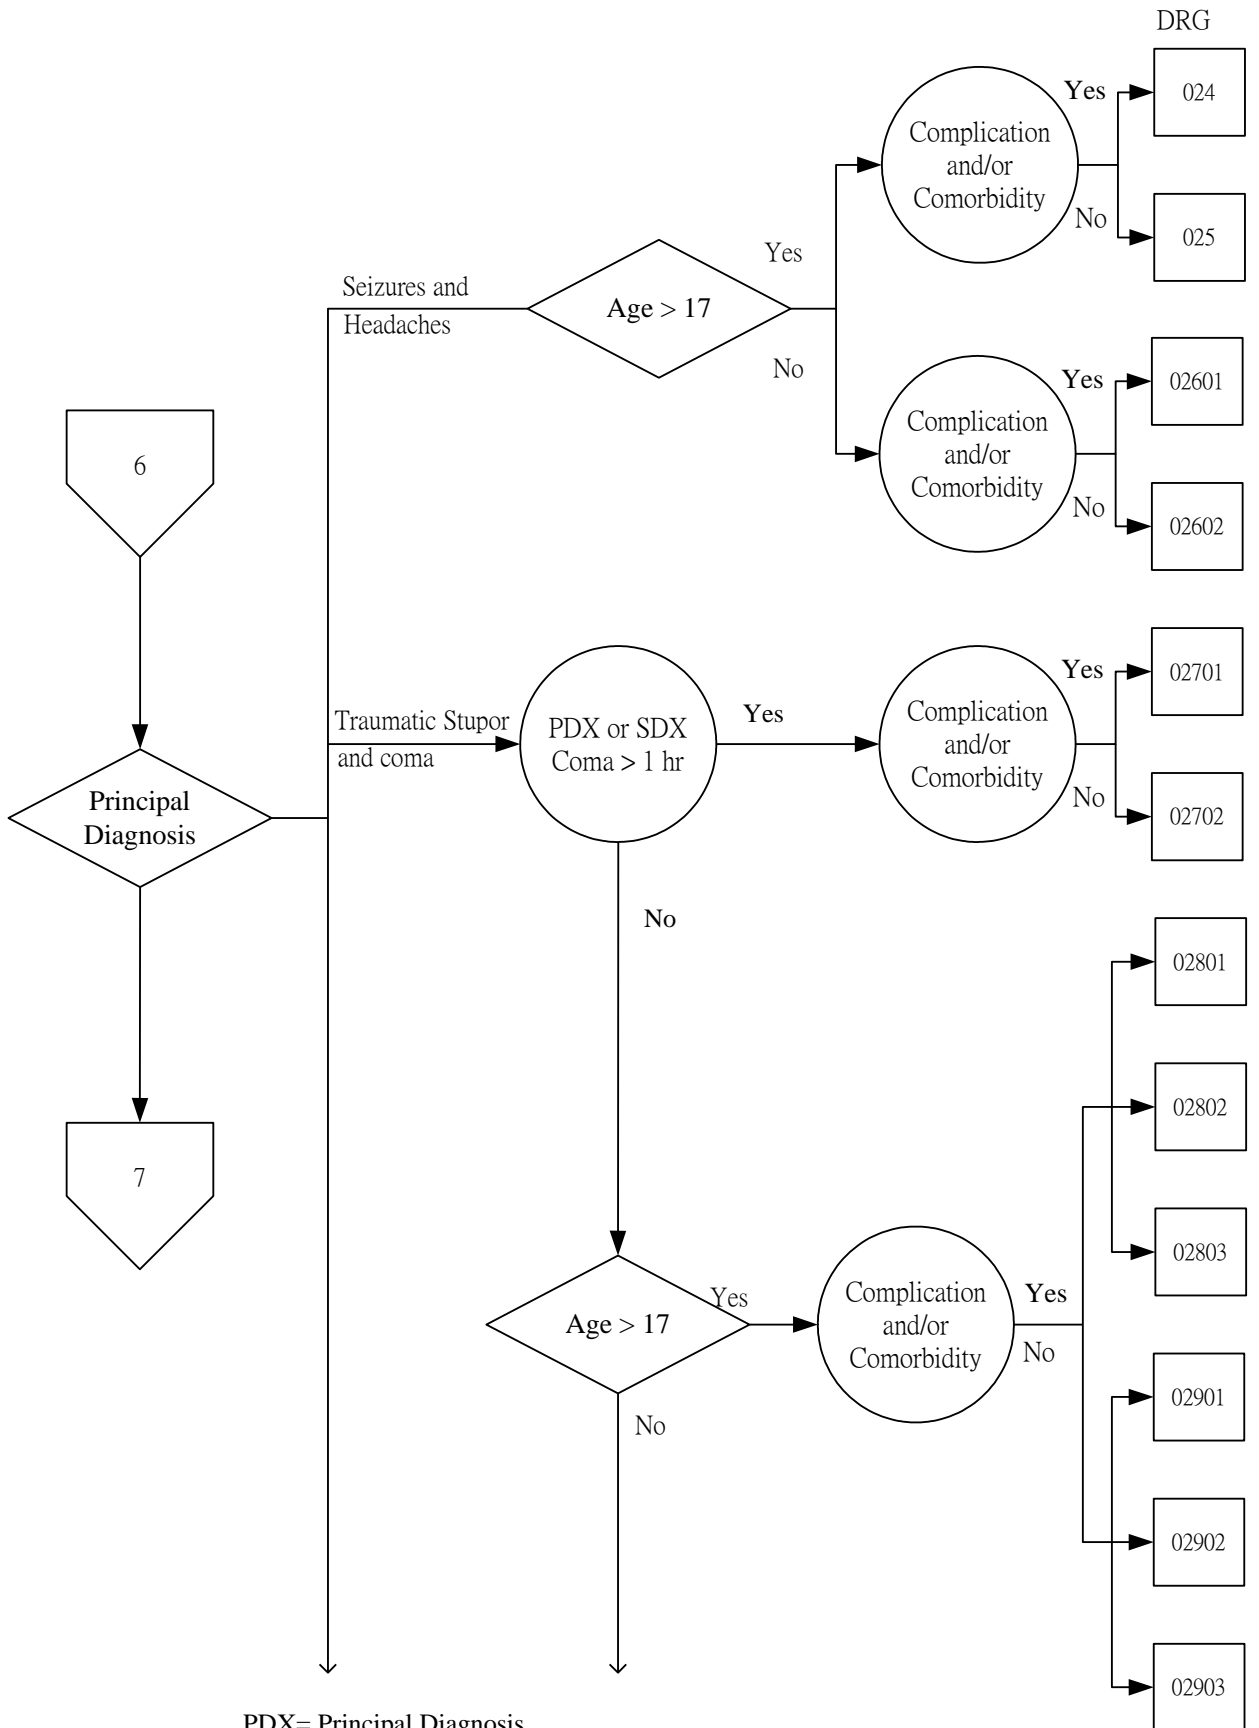 DRG
Yes
024
Complication
and/or
Comorbidity
No
025
Seizures and
Headaches
Age > 17
Yes
No
Yes
02601
Complication
and/or
Comorbidity
No
02602
6
Traumatic Stupor
and coma
PDX or SDX
Coma > 1 hr
Yes
Complication
and/or
Comorbidity
Yes
02701
No
02702
Principal
Diagnosis
No
02801
02802
7
02803
Age > 17
Yes
Complication
and/or
Comorbidity
Yes
No
02901
No
02902
02903
PDX= Principal Diagnosis